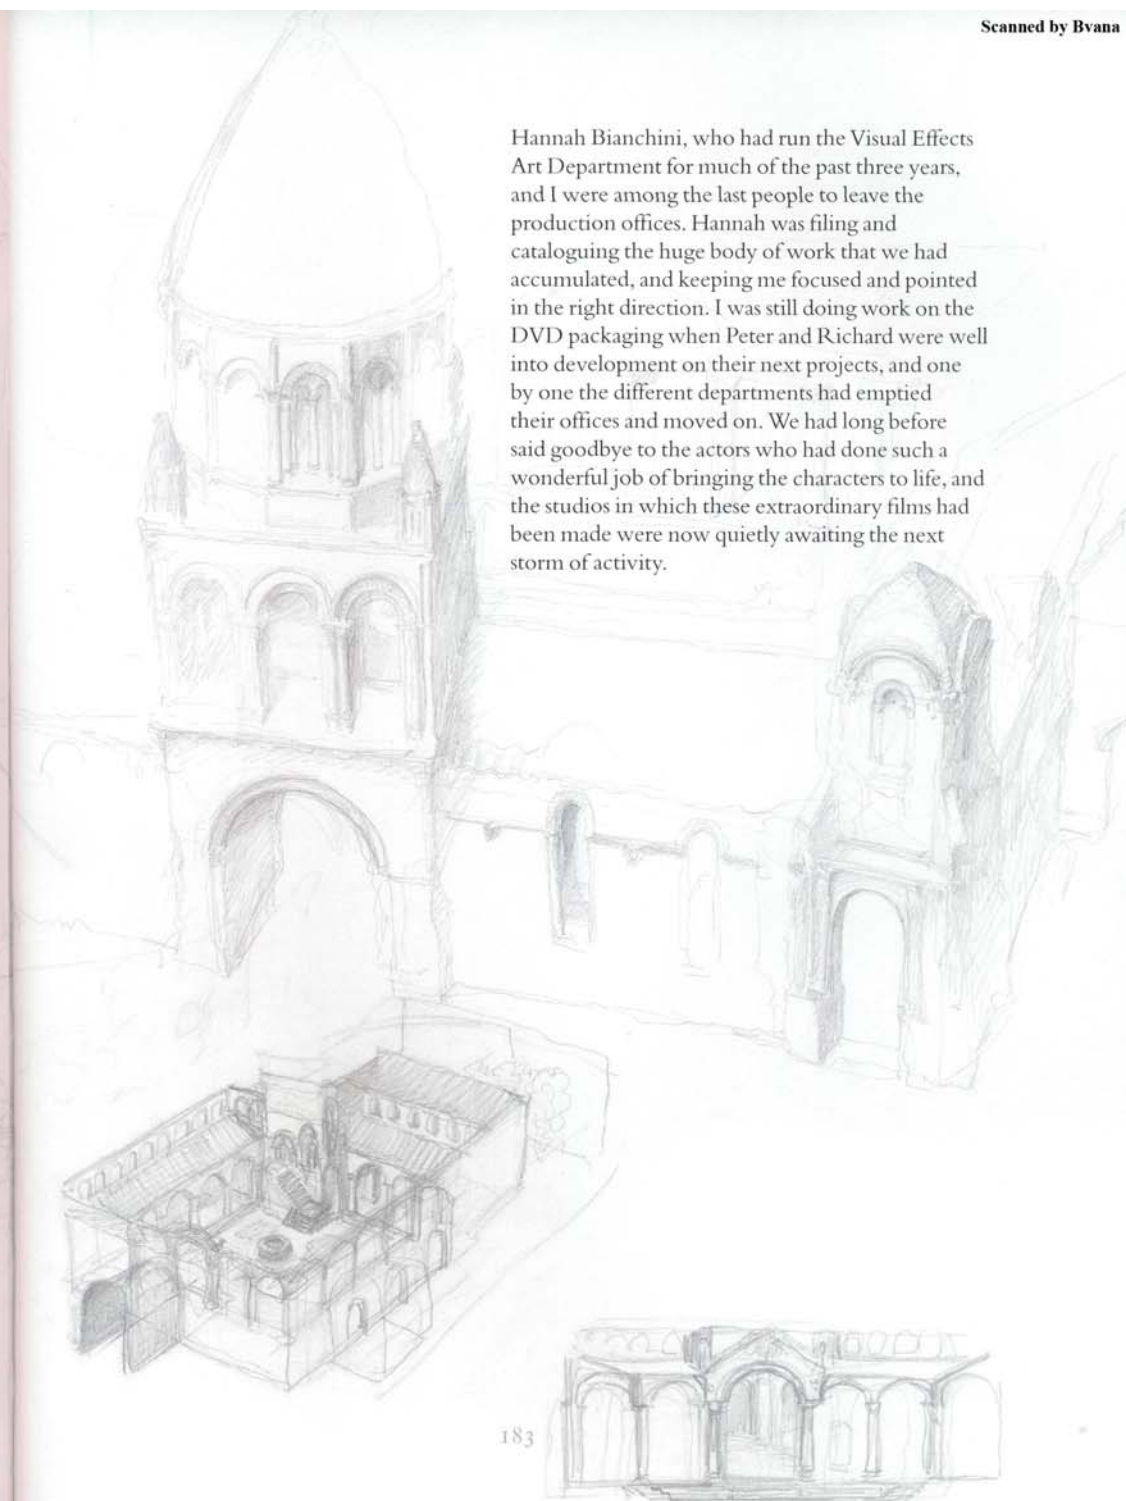 Scanned by Bvana
Hannah Bianchini, who had run the Visual Effects
Art Department for much of the past three years,
and I were among the last people to leave the
production offices. Hannah was filing and
cataloguing the huge body of work that we had
accumulated, and keeping me focused and pointed
in the right direction. I was still doing work on the
DVD packaging when Peter and Richard were well
into development on their next projects, and one
by one the different departments had emptied
their offices and moved on. We had long before
said goodbye to the actors who had done such a
wonderful job of bringing the characters to life, and
the studios in which these extraordinary films had
been made were now quietly awaiting the next
storm of activity.
183